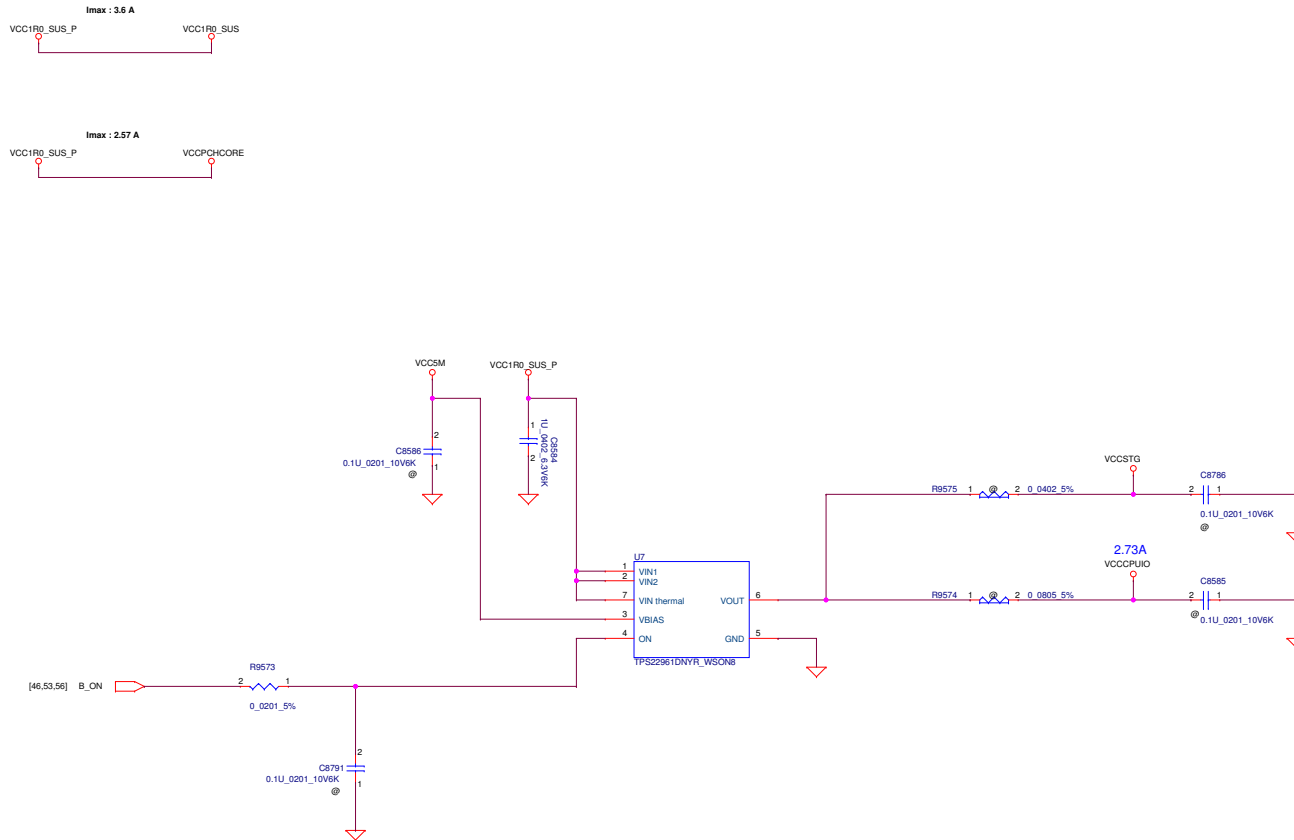 Imax : 3.6 A
VCC1R0_SUS_P VCC1R0_SUS
Imax : 2.57 A
VCC1R0_SUS_P VCCPCHCORE
VCC5M VCC1R0_SUS_P
2
C8586
0.1U_0201_10V6K
@
1
1
C8584
1U_0402_6.3V6K
2
VCCSTG
R9575 1 @ 2 0_0402_5%
C8786
2 1
0.1U_0201_10V6K
@
2.73A
VCCCPUIO
R9574 1 @ 2 0_0805_5%
C8585
2 1
@ 0.1U_0201_10V6K
U7
1 VIN1
2 VIN2
7 VIN thermal VOUT 6
3 VBIAS
4 ON GND 5
TPS22961DNYR_WSON8
R9573
[46,53,56] B_ON 2 1
0_0201_5%
2
C8791
0.1U_0201_10V6K
@
1